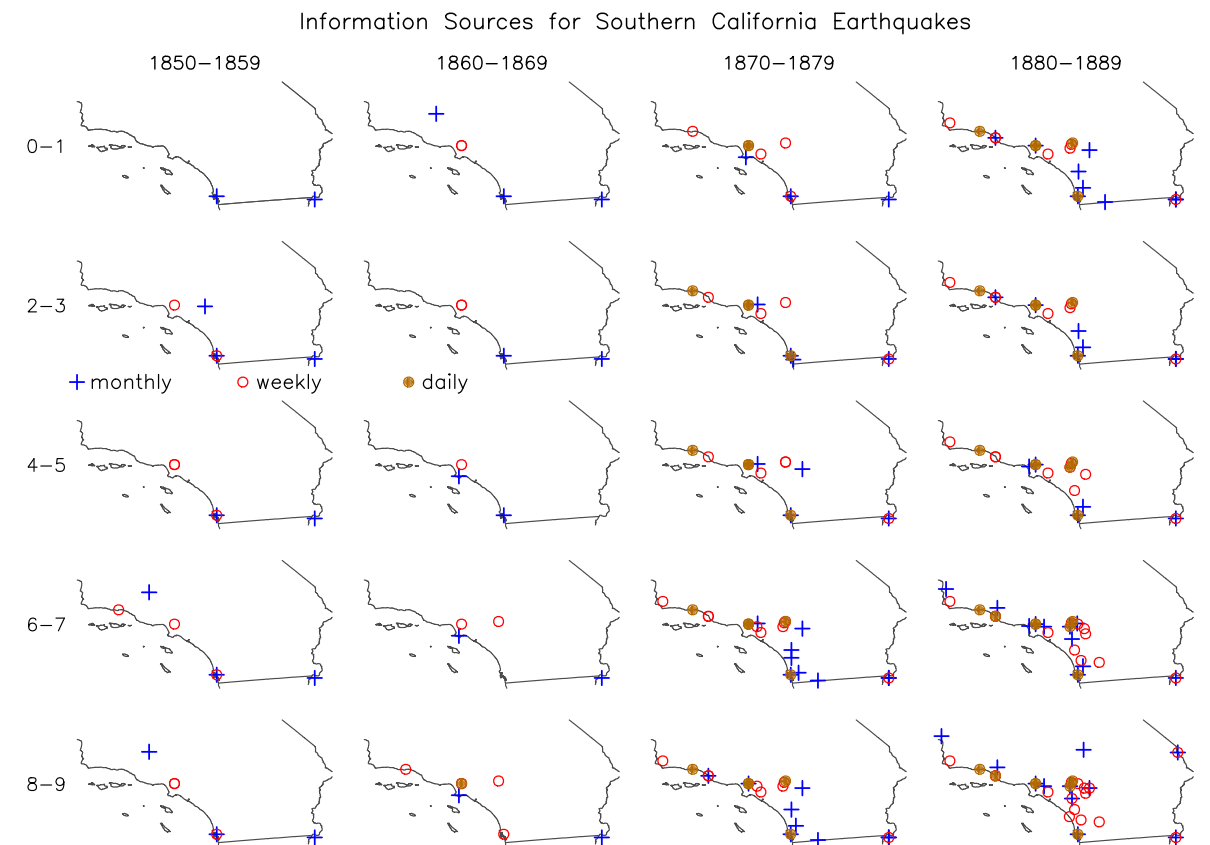 Information Sources for Southern California Earthquakes
1850-1859 1860-1869 1870-1879 1880-1889
0-1
2-3
monthly weekly daily
4-5
6-7
8-9